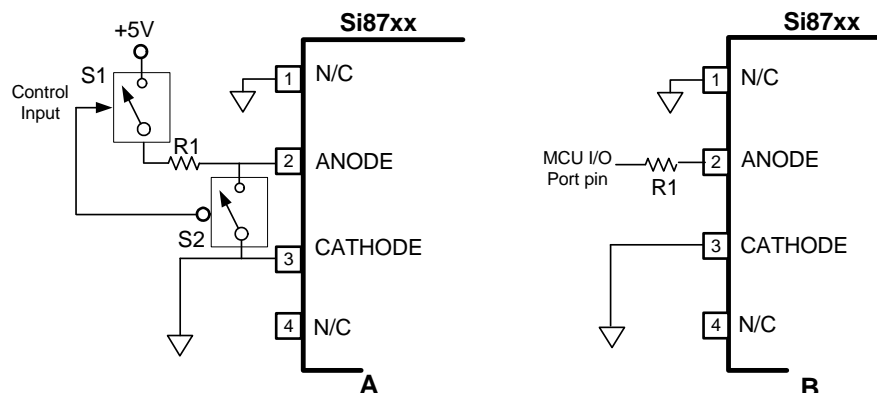 Si87xx
+5V
S1
Control
Input
R1
S2
1
N/C
2
ANODE
3
CATHODE
4
N/C
A
Si87xx
MCU I/O
Port pin
R1
1
N/C
2
ANODE
3
CATHODE
4
N/C
B